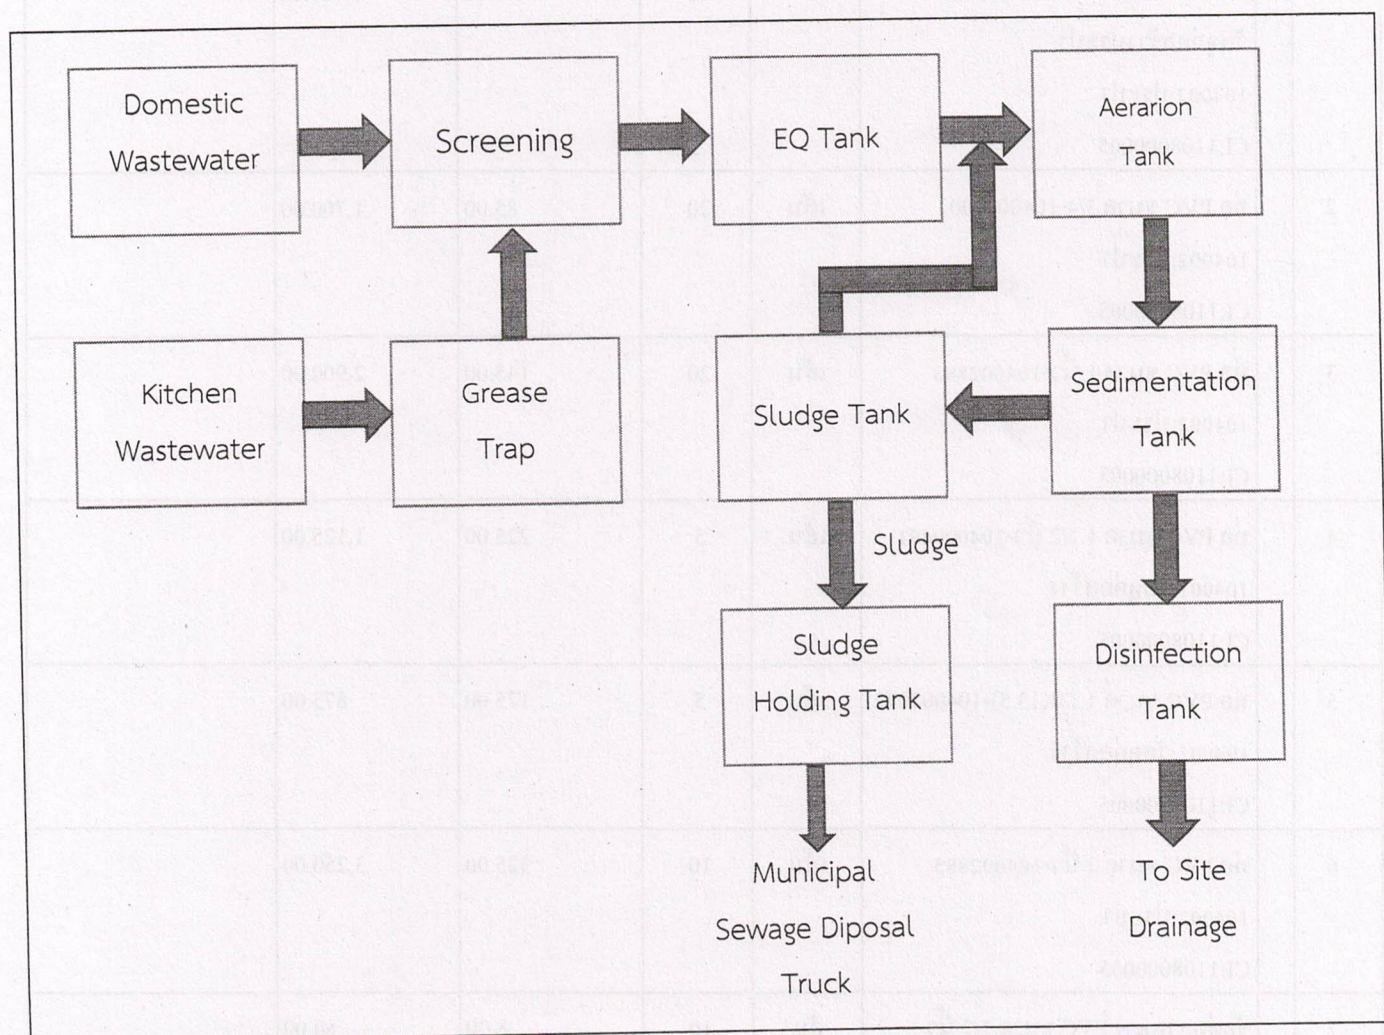 Domestic
Wastewater
Screening
EQ Tank
Aerarion
Tank
Kitchen
Wastewater
Grease
Trap
Sludge Tank
Sedimentation
Tank
Sludge
Sludge
Holding Tank
Disinfection
Tank
Municipal
Sewage Diposal
Truck
To Site
Drainage